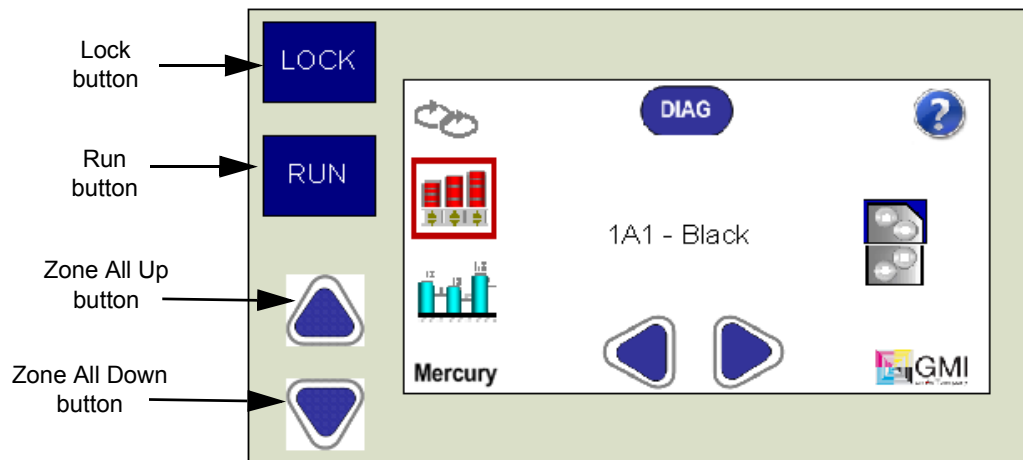 Lock
button
LOCK
Run
button
RUN
Zone All Up
button
Zone All Down
button
DIAG
?
1A1 - Black
Mercury
GMI